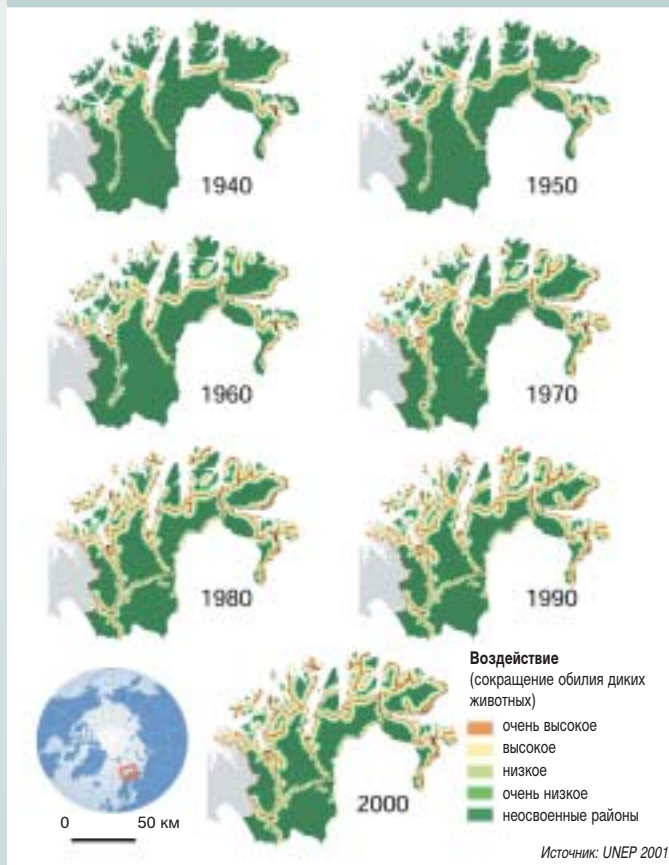 1940
1950
1960
1970
1980
1990
2000
Воздействие
(сокращение обилия диких
животных)
очень высокое
высокое
низкое
очень низкое
неосвоенные районы
0 50 км
Источник: UNEP 2001